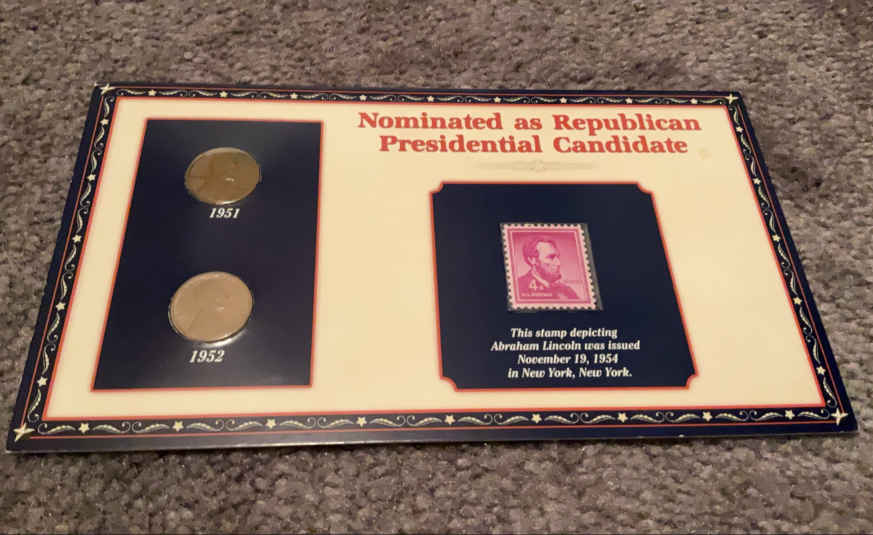 Nominated as Republican
Presidential Candidate
1951
1952
4¢
This stamp depicting
Abraham Lincoln was issued
November 19, 1954
in New York, New York.